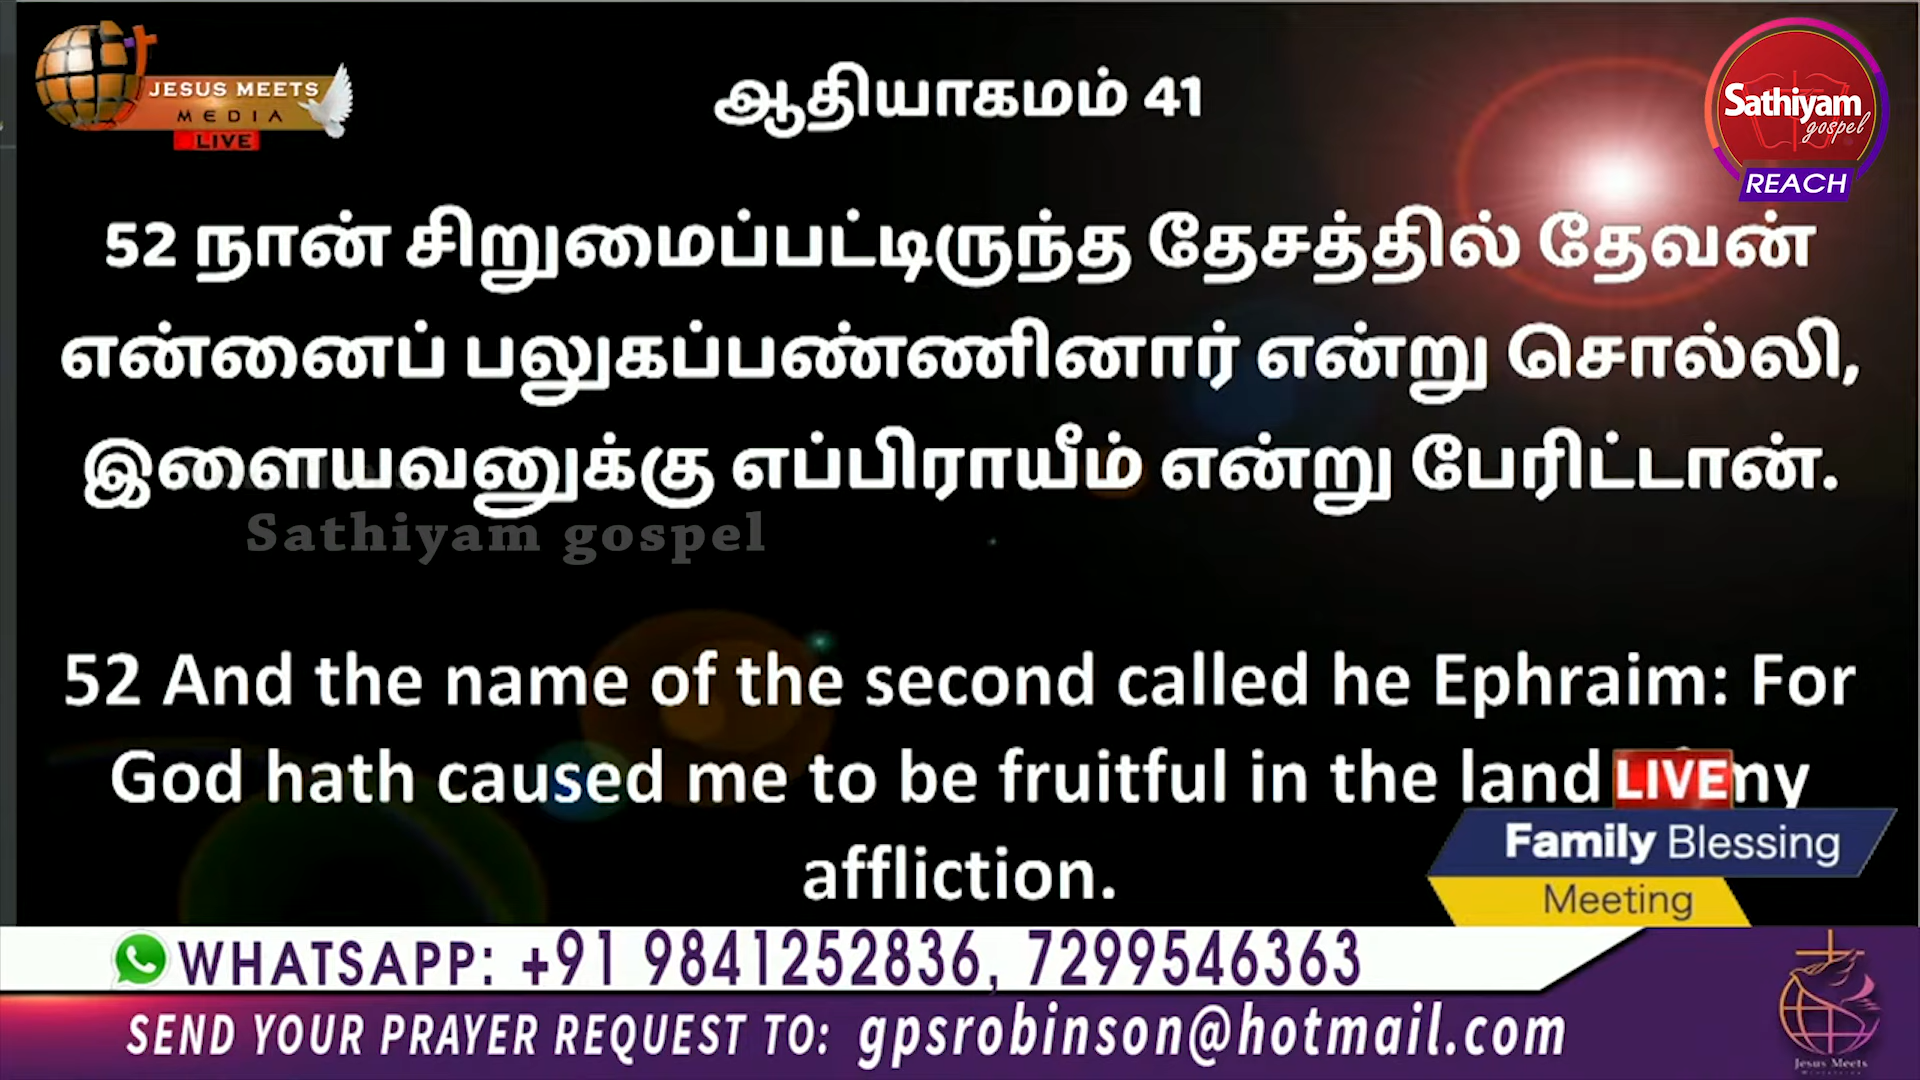 JESUS MEETS
MEDIA
LIVE
ஆதியாகமம் 41
Sathiyam
gospel
REACH
52 நான் சிறுமைப்பட்டிருந்த தேசத்தில் தேவன்
என்னைப் பலுகப்பண்ணினார் என்று சொல்லி,
இளையவனுக்கு எப்பிராயீம் என்று பேரிட்டான்.
Sathiyam gospel
52 And the name of the second called he Ephraim: For
God hath caused me to be fruitful in the land my
affliction.
LIVE
Family Blessing
Meeting
WHATSAPP: +91 9841252836, 7299546363
SEND YOUR PRAYER REQUEST TO: gpsrobinson@hotmail.com
Jesus Meets